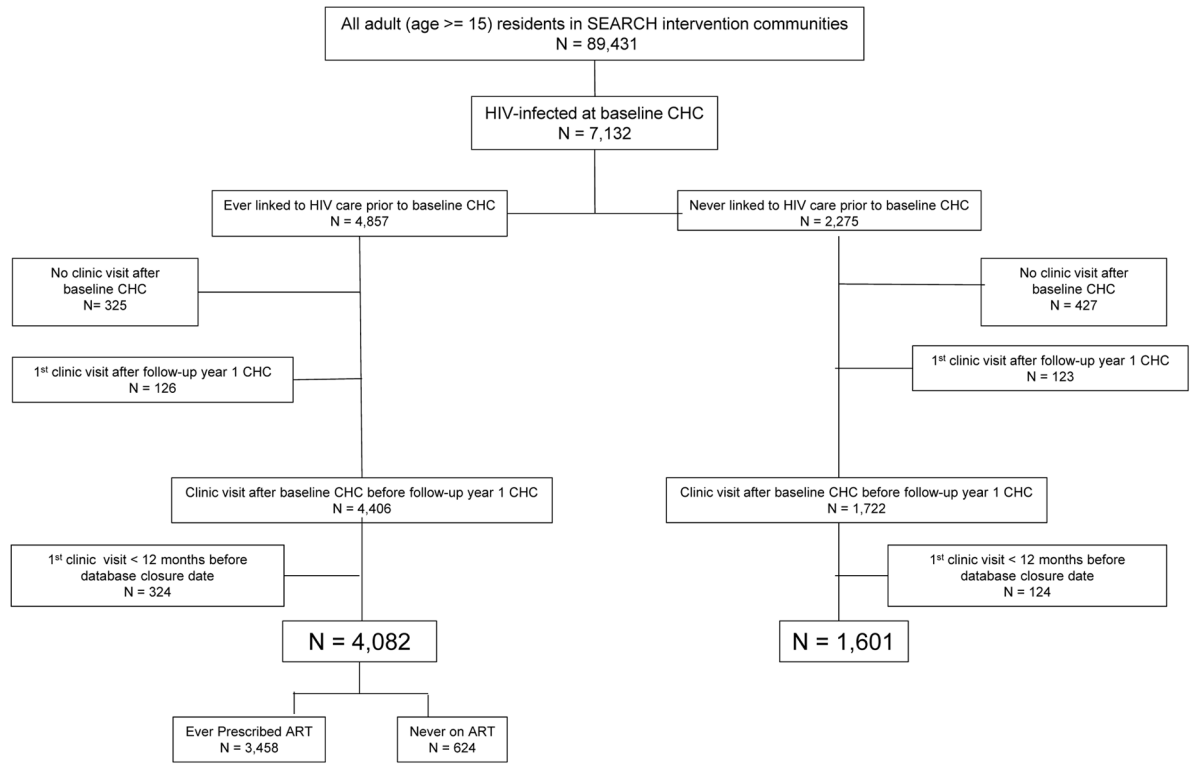 All adult (age >= 15) residents in SEARCH intervention communities
N = 89,431
HIV-infected at baseline CHC
N = 7,132
Ever linked to HIV care prior to baseline CHC
N = 4,857
Never linked to HIV care prior to baseline CHC
N = 2,275
No clinic visit after
baseline CHC
N= 325
No clinic visit after
baseline CHC
N = 427
1st clinic visit after follow-up year 1 CHC
N = 126
1st clinic visit after follow-up year 1 CHC
N = 123
Clinic visit after baseline CHC before follow-up year 1 CHC
N = 4,406
Clinic visit after baseline CHC before follow-up year 1 CHC
N = 1,722
1st clinic visit < 12 months before
database closure date
N = 324
1st clinic visit < 12 months before
database closure date
N = 124
N = 4,082
N = 1,601
Ever Prescribed ART
N = 3,458
Never on ART
N = 624